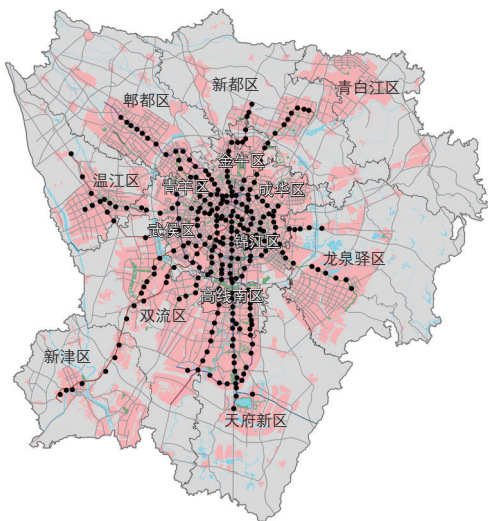 新都区
青白江区
郫都区
金牛区
温江区
青羊区
成华区
武侯区
锦江区
龙泉驿区
高线南区
双流区
新津区
天府新区